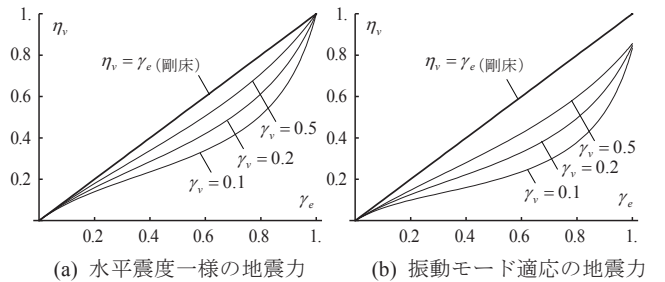 1. η_v
0.8
0.6
0.4
0.2
0.2 0.4 0.6 0.8 1.
γ_e
η_v = γ_e (剛床)
γ_v = 0.5
γ_v = 0.2
γ_v = 0.1
(a) 水平震度一様の地震力
1. η_v
0.8
0.6
0.4
0.2
0.2 0.4 0.6 0.8 1.
γ_e
η_v = γ_e (剛床)
γ_v = 0.5
γ_v = 0.2
γ_v = 0.1
(b) 振動モード適応の地震力